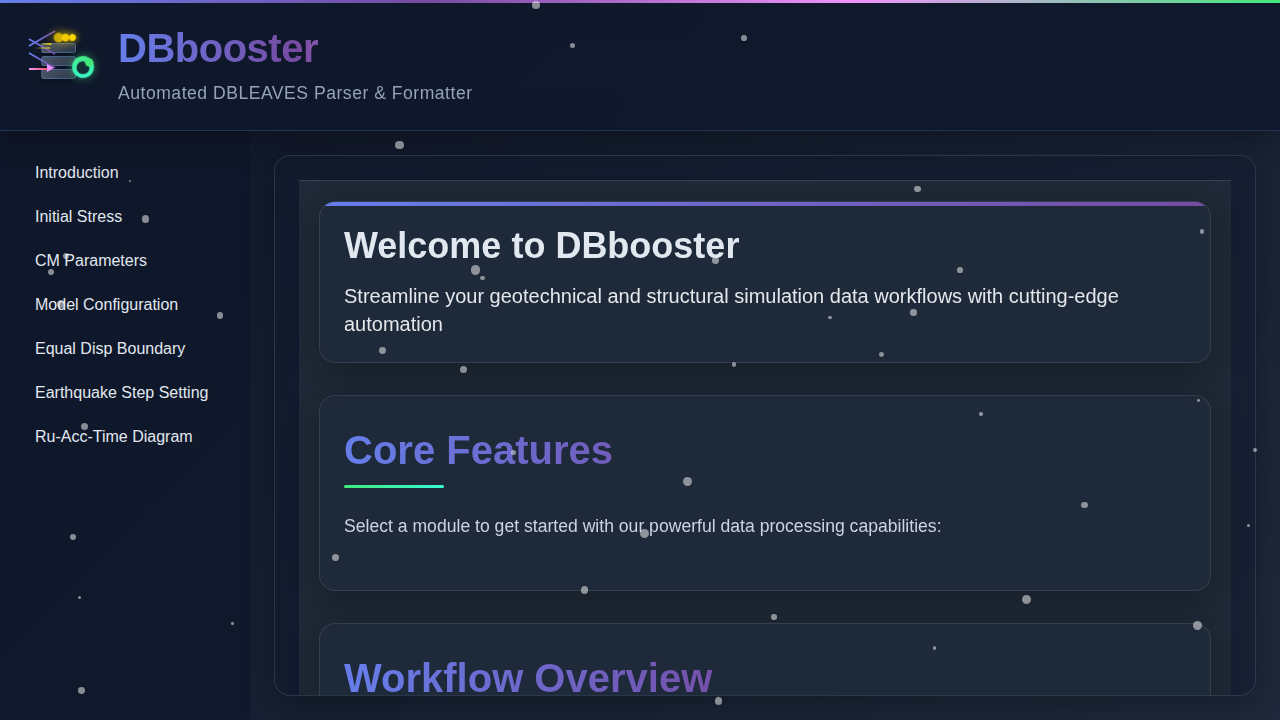 DBbooster
Automated DBLEAVES Parser & Formatter
Introduction
Initial Stress
CM Parameters
Model Configuration
Equal Disp Boundary
Earthquake Step Setting
Ru-Acc-Time Diagram
Welcome to DBbooster
Streamline your geotechnical and structural simulation data workflows with cutting-edge
automation
Core Features
Select a module to get started with our powerful data processing capabilities:
Workflow Overview